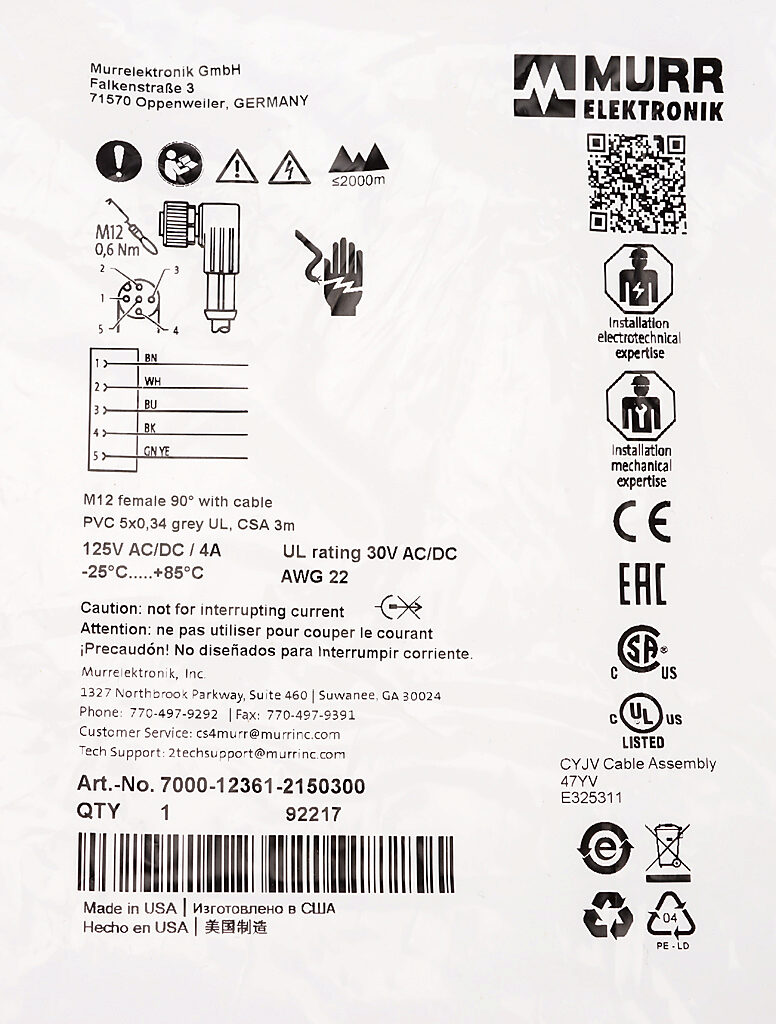 Murrelektronik GmbH
Falkenstraße 3
71570 Oppenweiler, GERMANY
MURR
ELEKTRONIK
≤2000m
M12
0,6 Nm
2 3
1
5 4
1 BN
2 WH
3 BU
4 BK
5 GNYE
Installation
electrotechnical
expertise
Installation
mechanical
expertise
M12 female 90° with cable
PVC 5x0,34 grey UL, CSA 3m
125V AC/DC / 4A UL rating 30V AC/DC
-25°C.....+85°C AWG 22
CE
EAC
Caution: not for interrupting current
Attention: ne pas utiliser pour couper le courant
¡Precaudón! No diseñados para Interrumpir corriente.
C SA® US
Murrelektronik, Inc.
1327 Northbrook Parkway, Suite 460 | Suwanee, GA 30024
Phone: 770-497-9292 | Fax: 770-497-9391
Customer Service: cs4murr@murrinc.com
Tech Support: 2techsupport@murrinc.com
C UL US
LISTED
CYJV Cable Assembly
47YV
E325311
Art.-No. 7000-12361-2150300
QTY 1 92217
e
Made in USA | Изготовлено в США
Hecho en USA | 美国制造
04
PE-LD